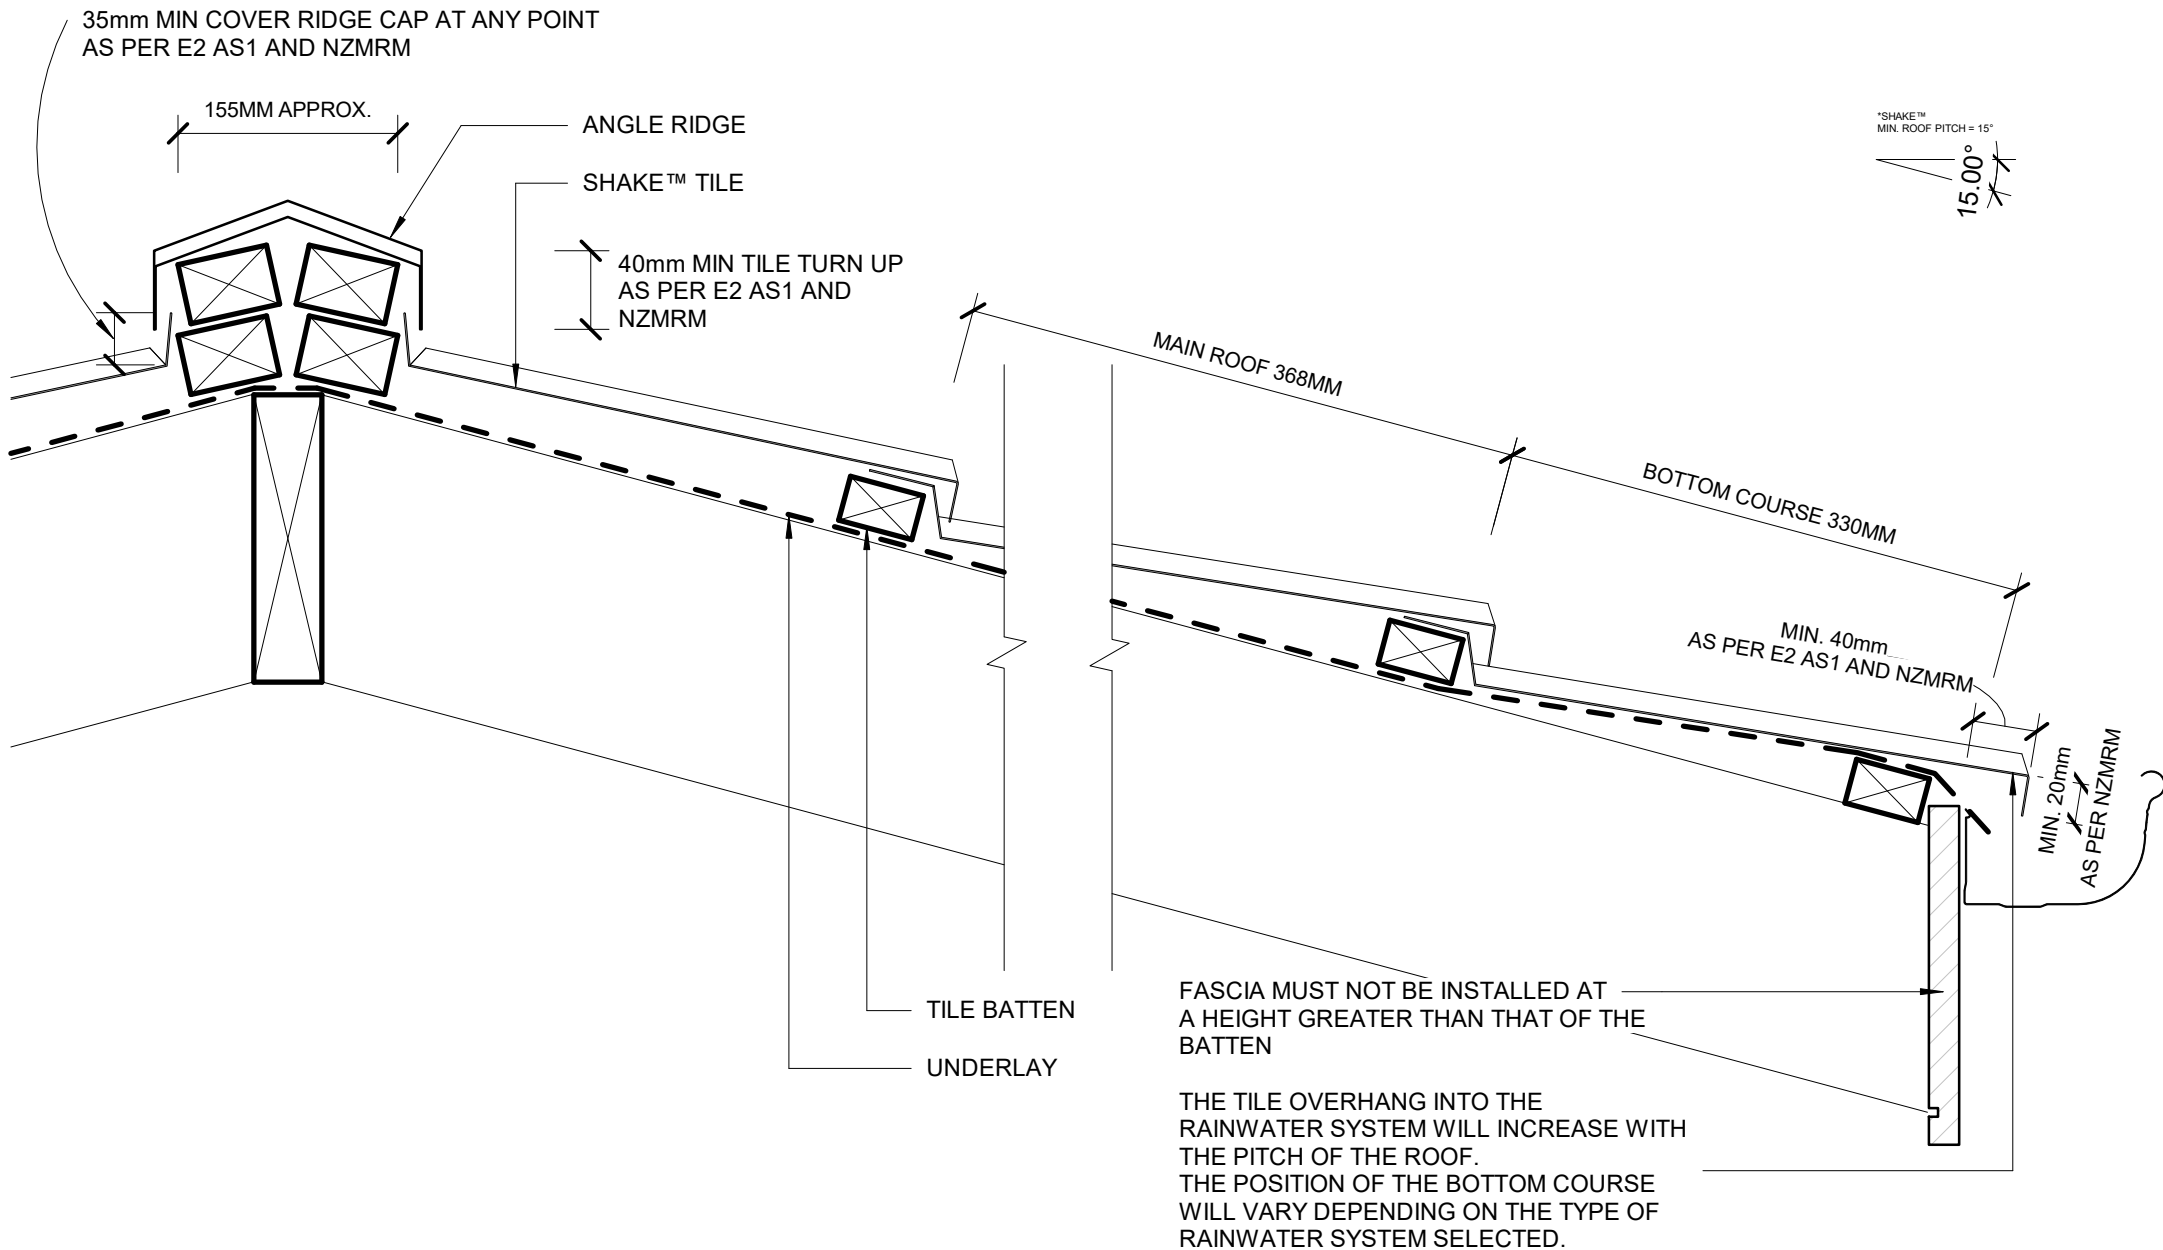 35mm MIN COVER RIDGE CAP AT ANY POINT
AS PER E2 AS1 AND NZMRM
155MM APPROX.
ANGLE RIDGE
SHAKE™ TILE
40mm MIN TILE TURN UP
AS PER E2 AS1 AND
NZMRM
*SHAKE™
MIN. ROOF PITCH = 15°
15.00°
MAIN ROOF 368MM
BOTTOM COURSE 330MM
MIN. 40mm
AS PER E2 AS1 AND NZMRM
MIN. 20mm
AS PER NZMRM
TILE BATTEN
UNDERLAY
FASCIA MUST NOT BE INSTALLED AT
A HEIGHT GREATER THAN THAT OF THE
BATTEN
THE TILE OVERHANG INTO THE
RAINWATER SYSTEM WILL INCREASE WITH
THE PITCH OF THE ROOF.
THE POSITION OF THE BOTTOM COURSE
WILL VARY DEPENDING ON THE TYPE OF
RAINWATER SYSTEM SELECTED.